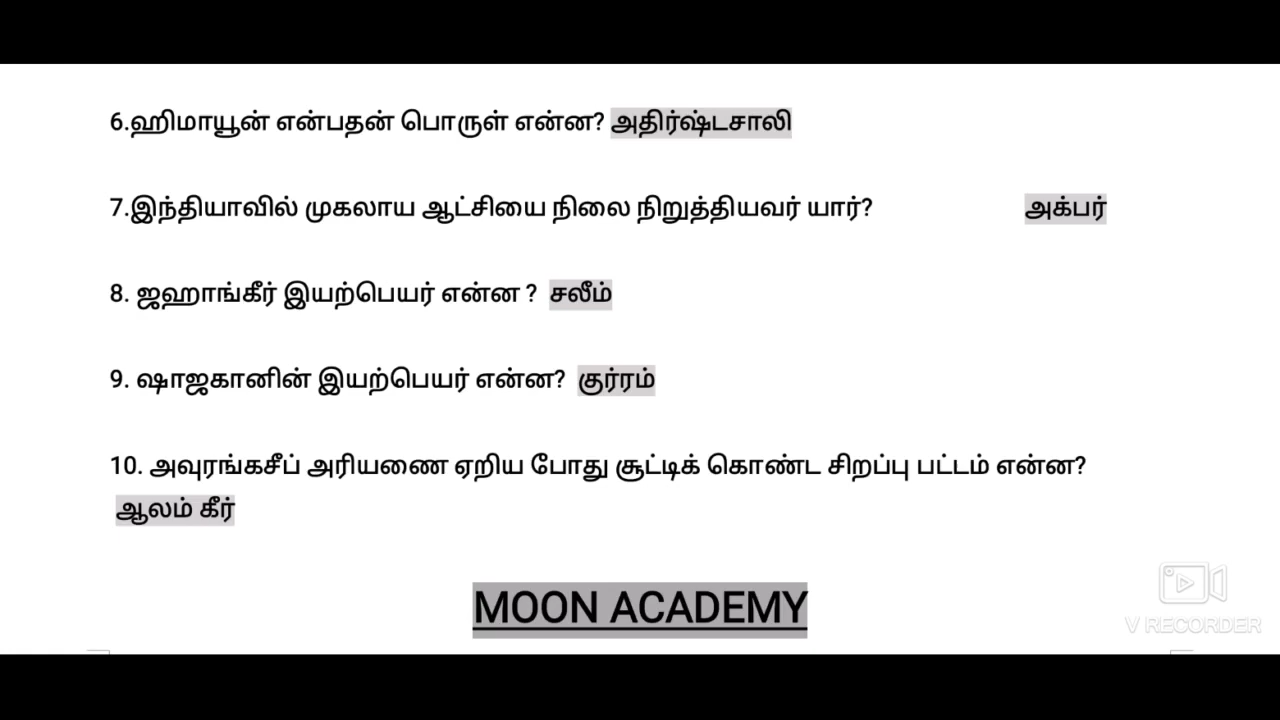 6.ஹிமாயூன் என்பதன் பொருள் என்ன? அதிர்ஷ்டசாலி
7.இந்தியாவில் முகலாய ஆட்சியை நிலை நிறுத்தியவர் யார்? அக்பர்
8. ஜஹாங்கீர் இயற்பெயர் என்ன ? சலீம்
9. ஷாஜகானின் இயற்பெயர் என்ன? குர்ரம்
10. அவுரங்கசீப் அரியணை ஏறிய போது சூட்டிக் கொண்ட சிறப்பு பட்டம் என்ன?
ஆலம் கீர்
MOON ACADEMY
V RECORDER